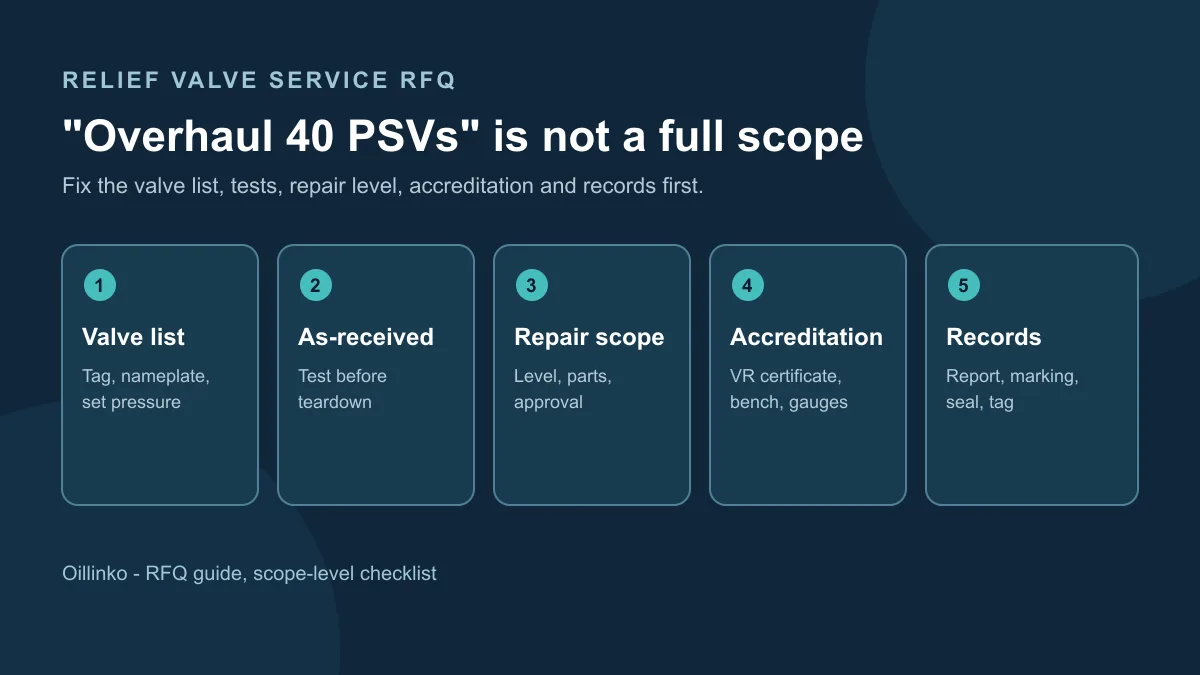 RELIEF VALVE SERVICE RFQ
"Overhaul 40 PSVs" is not a full scope
Fix the valve list, tests, repair level, accreditation and records first.
1
Valve list
Tag, nameplate,
set pressure
2
As-received
Test before
teardown
3
Repair scope
Level, parts,
approval
4
Accreditation
VR certificate,
bench, gauges
5
Records
Report, marking,
seal, tag
Oillinko - RFQ guide, scope-level checklist